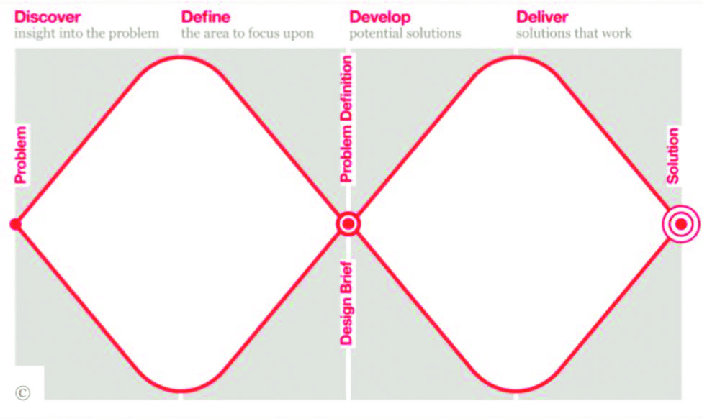 Discover
insight into the problem
Define
the area to focus upon
Develop
potential solutions
Deliver
solutions that work
Problem
Problem Definition
Design Brief
Solution
©